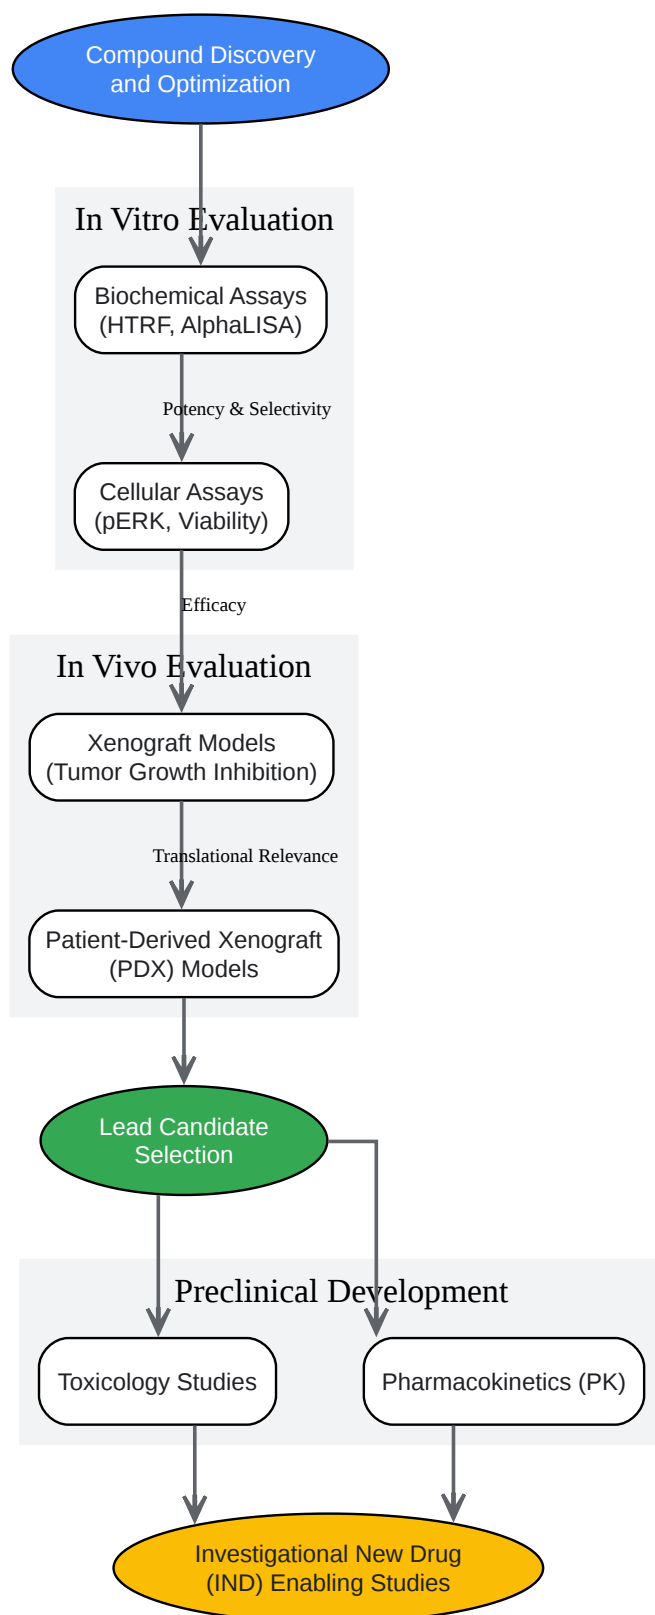 Compound Discovery
and Optimization
In Vitro Evaluation
Biochemical Assays
(HTRF, AlphaLISA)
Potency & Selectivity
Cellular Assays
(pERK, Viability)
Efficacy
In Vivo Evaluation
Xenograft Models
(Tumor Growth Inhibition)
Translational Relevance
Patient-Derived Xenograft
(PDX) Models
Lead Candidate
Selection
Preclinical Development
Toxicology Studies
Pharmacokinetics (PK)
Investigational New Drug
(IND) Enabling Studies